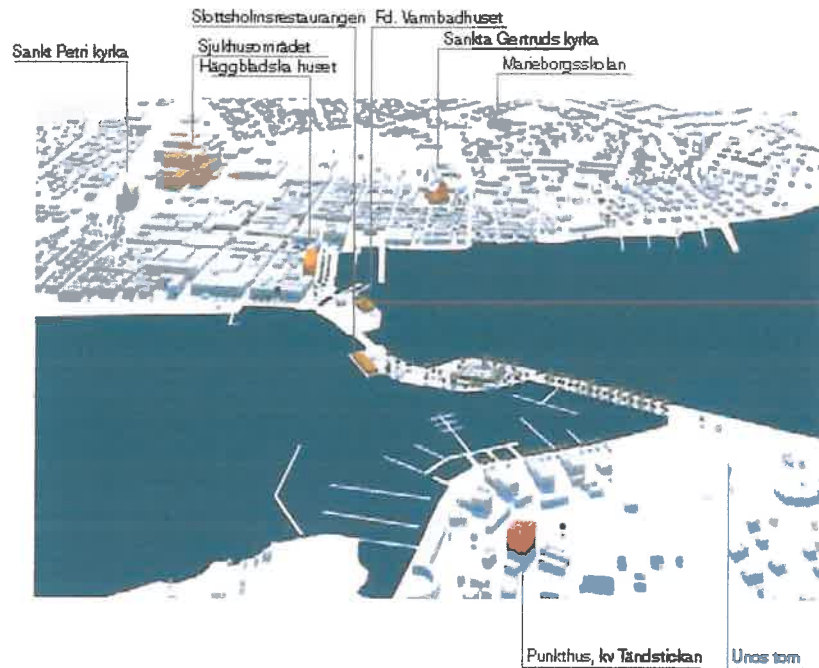 Slottsholmsrestaurangen Fd. Varmbadhuset
Sankt Petri kyrka
Sjukhusområdet
Häggbladska huset
Sankta Gertruds kyrka
Marieborgsskolan
Punkthus, kv Tändstickan
Unos torn